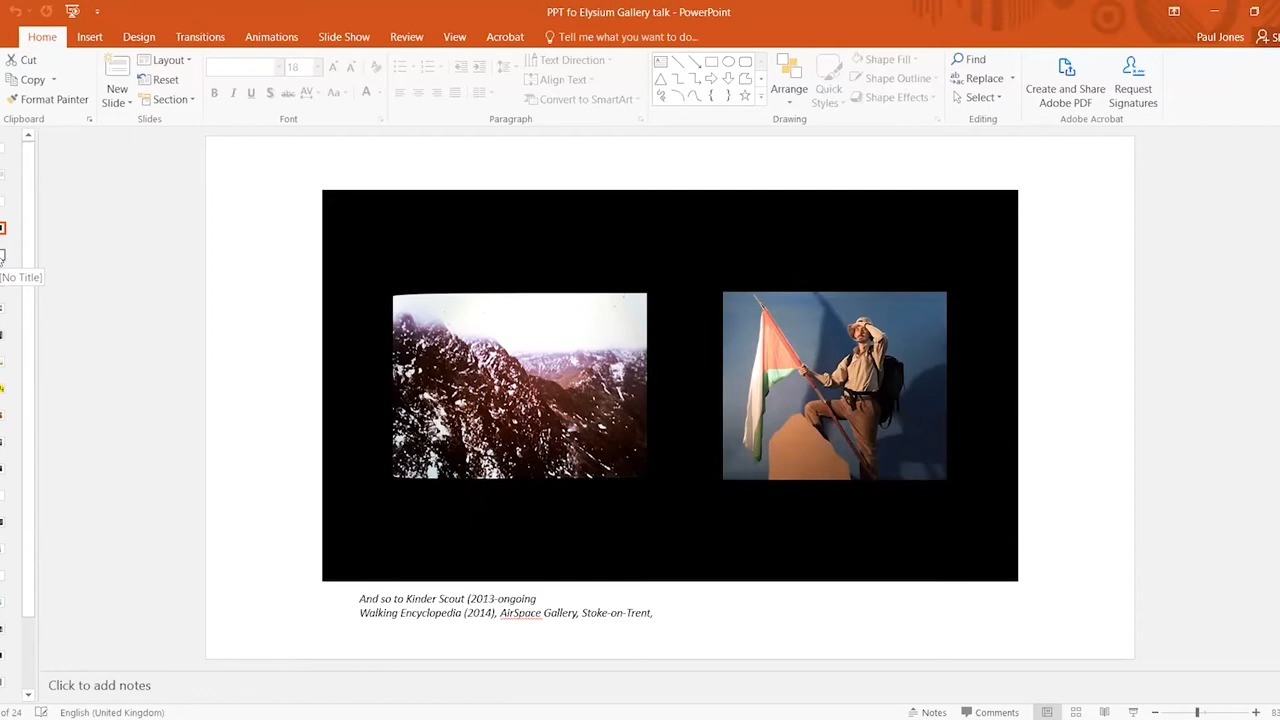 PPT fo Elysium Gallery talk - PowerPoint
Home Insert Design Transitions Animations Slide Show Review View Acrobat Tell me what you want to do... Paul Jones
Cut
Copy
Format Painter
Clipboard
New
Slide
Layout
Reset
Section
Slides
18
B I U S abc AV Aa A
Font
Text Direction
Align Text
Convert to SmartArt
Paragraph
Arrange
Quick
Styles
Shape Fill
Shape Outline
Shape Effects
Drawing
Find
Replace
Select
Editing
Create and Share
Adobe PDF
Request
Signatures
Adobe Acrobat
[No Title]
And so to Kinder Scout (2013-ongoing
Walking Encyclopedia (2014), AirSpace Gallery, Stoke-on-Trent,
Click to add notes
of 24 English (United Kingdom) Notes Comments